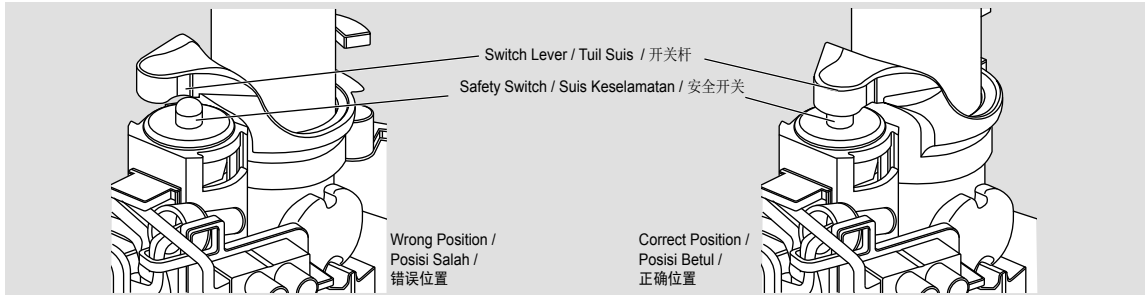 Switch Lever / Tuil Suis / 开关杆
Safety Switch / Suis Keselamatan / 安全开关
Wrong Position /
Posisi Salah /
错误位置
Correct Position /
Posisi Betul /
正确位置